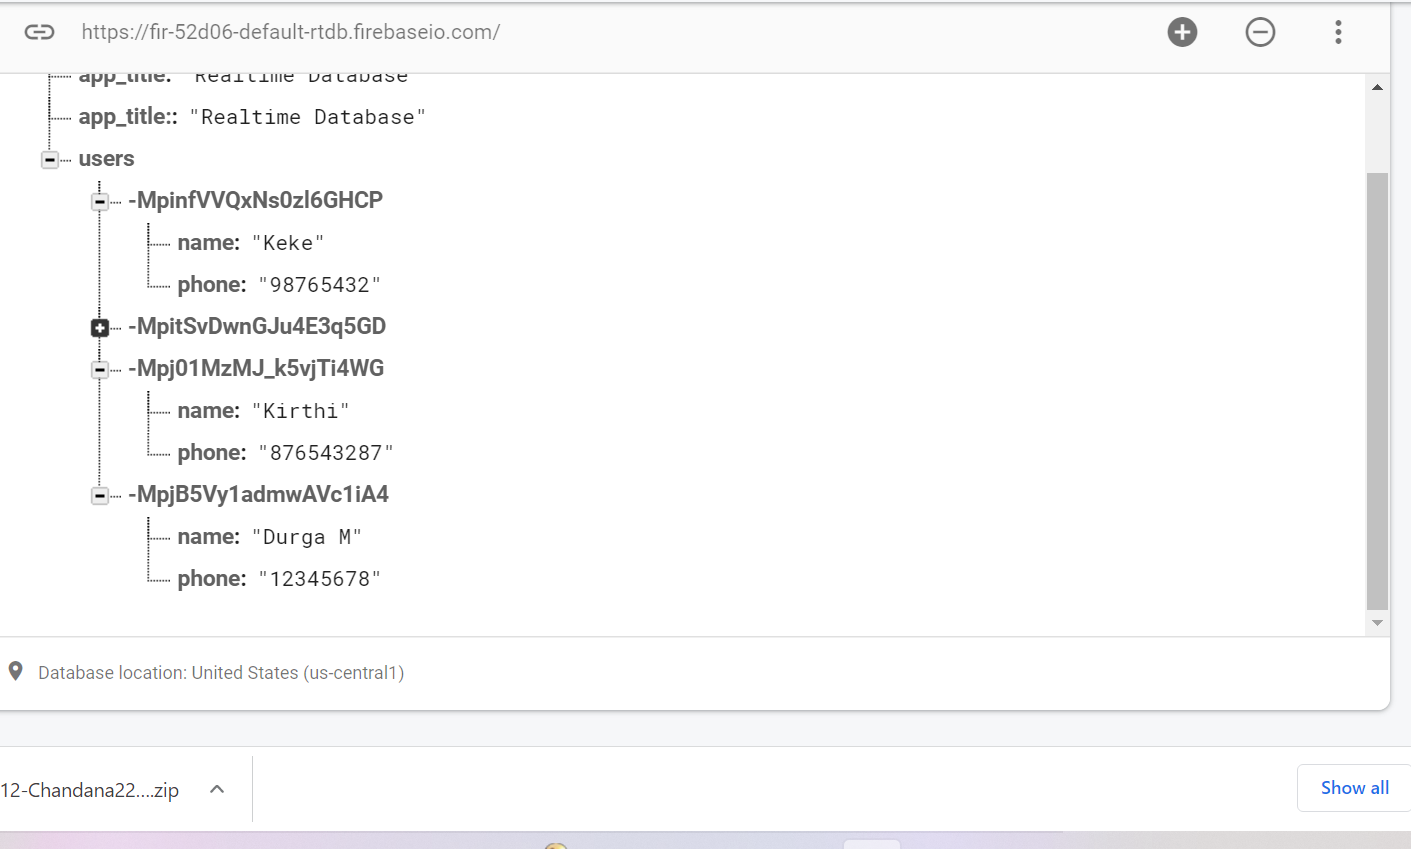 https://fir-52d06-default-rtdb.firebaseio.com/
app_title: "Realtime Database"
app_title:: "Realtime Database"
users
-MpinfVVQxNs0zl6GHCP
name: "Keke"
phone: "98765432"
-MpitSvDwnGJu4E3q5GD
-Mpj01MzMJ_k5vjTi4WG
name: "Kirthi"
phone: "876543287"
-MpjB5Vy1admwAVc1iA4
name: "Durga M"
phone: "12345678"
Database location: United States (us-central1)
12-Chandana22....zip
Show all